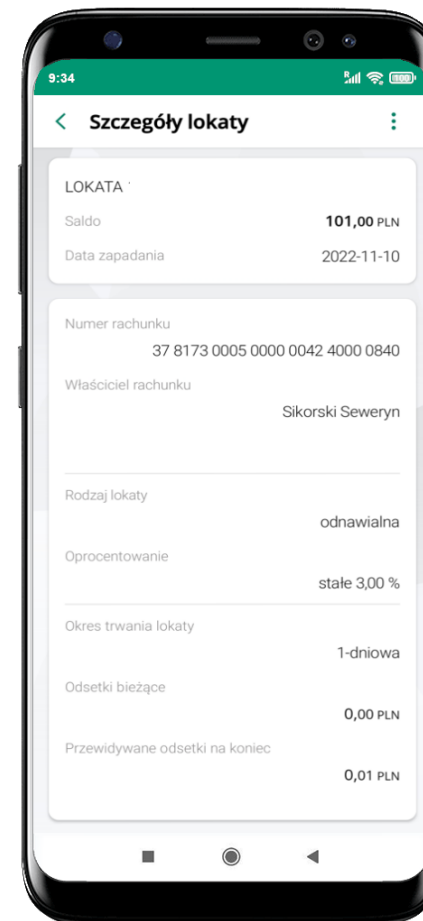 9:34
R
100
Szczegóły lokaty
LOKATA
Saldo
101,00 PLN
Data zapadania
2022-11-10
Numer rachunku
37 8173 0005 0000 0042 4000 0840
Właściciel rachunku
Sikorski Seweryn
Rodzaj lokaty
odnawialna
Oprocentowanie
stałe 3,00 %
Okres trwania lokaty
1-dniowa
Odsetki bieżące
0,00 PLN
Przewidywane odsetki na koniec
0,01 PLN